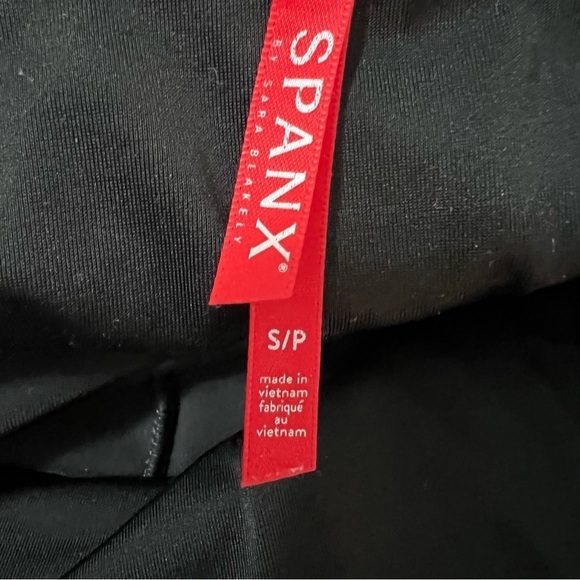 SPANX®
BY SARA BLAKELY
S/P
made in
vietnam
fabriqué
au
vietnam